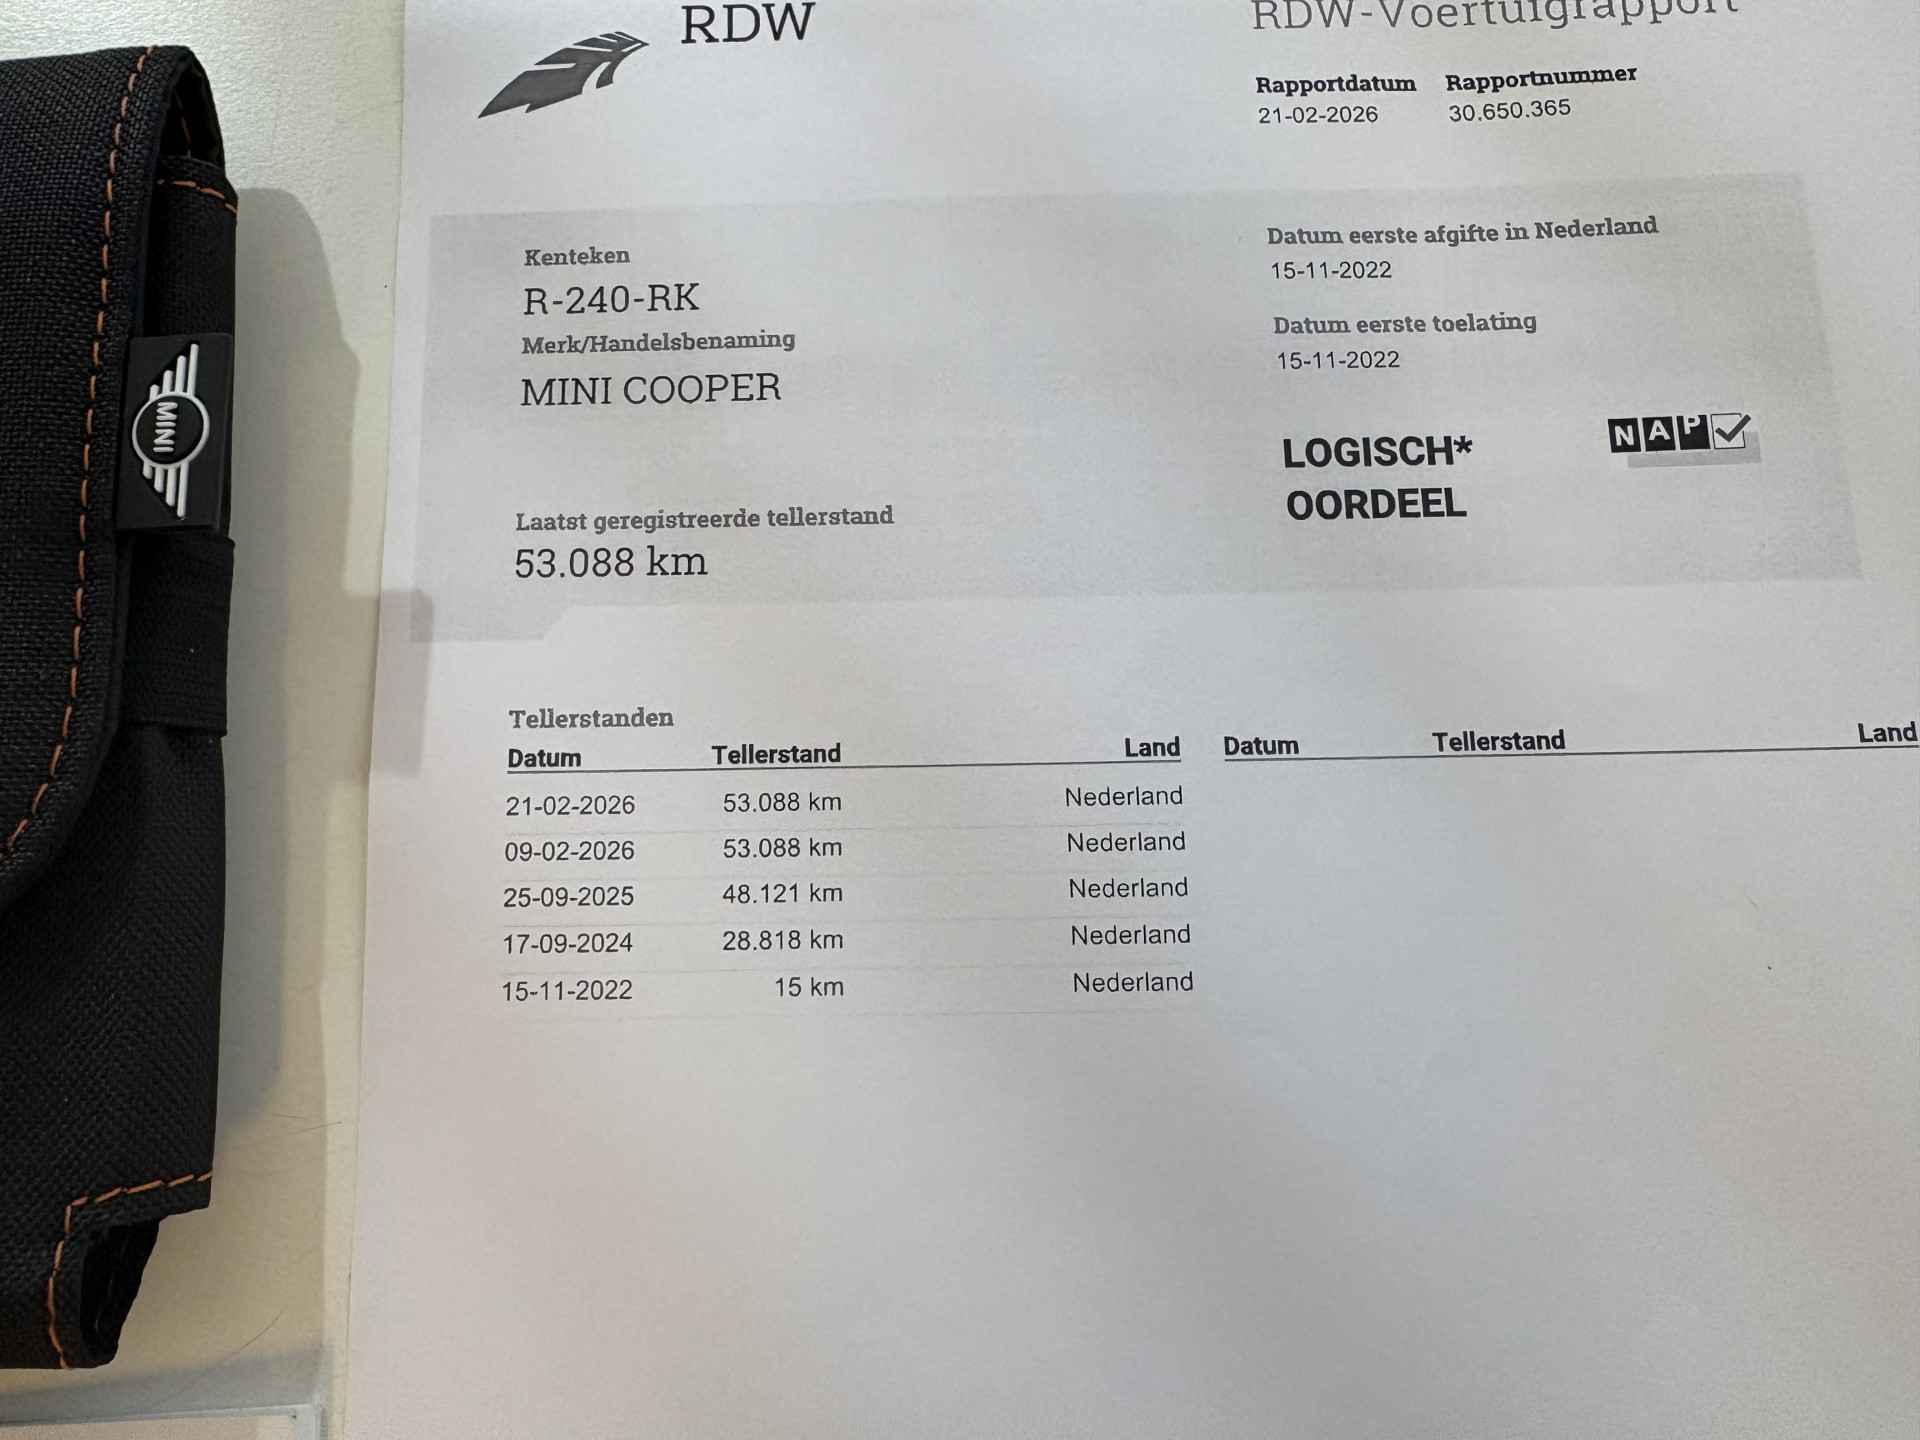 RDW
RDW-Voertuigrapport
Rapportdatum Rapportnummer
21-02-2026 30.650.365
Kenteken
R-240-RK
Merk/Handelsbenaming
MINI COOPER
Datum eerste afgifte in Nederland
15-11-2022
Datum eerste toelating
15-11-2022
LOGISCH*
OORDEEL
NAP
Laatst geregistreerde tellerstand
53.088 km
MINI
Tellerstanden
Datum Tellerstand Land Datum Tellerstand Land
21-02-2026 53.088 km Nederland
09-02-2026 53.088 km Nederland
25-09-2025 48.121 km Nederland
17-09-2024 28.818 km Nederland
15-11-2022 15 km Nederland